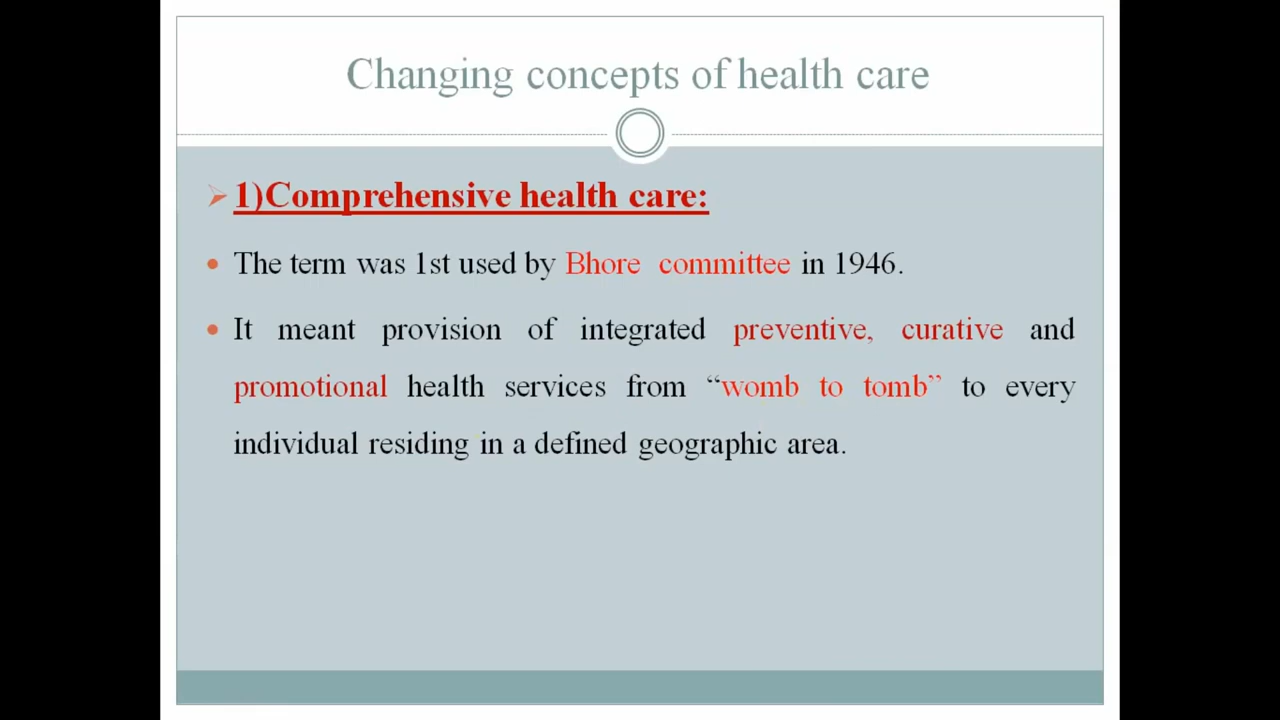 Changing concepts of health care
1)Comprehensive health care:
The term was 1st used by Bhore committee in 1946.
It meant provision of integrated preventive, curative and
promotional health services from “womb to tomb” to every
individual residing in a defined geographic area.